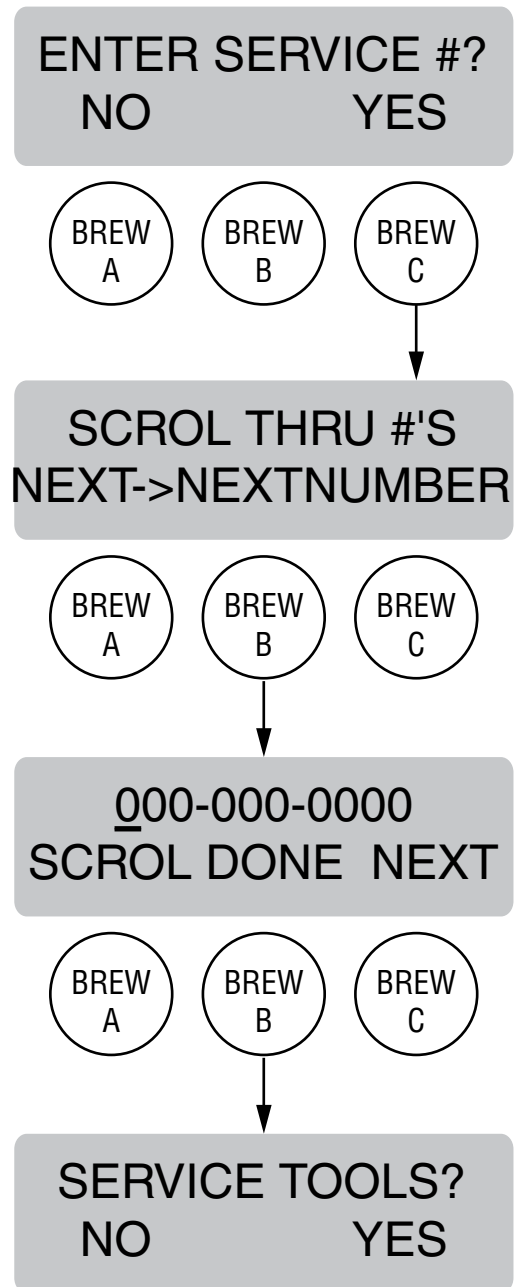 ENTER SERVICE #?
NO YES
BREW BREW BREW
A B C
SCROL THRU #'S
NEXT->NEXTNUMBER
BREW BREW BREW
A B C
000-000-0000
SCROL DONE NEXT
BREW BREW BREW
A B C
SERVICE TOOLS?
NO YES